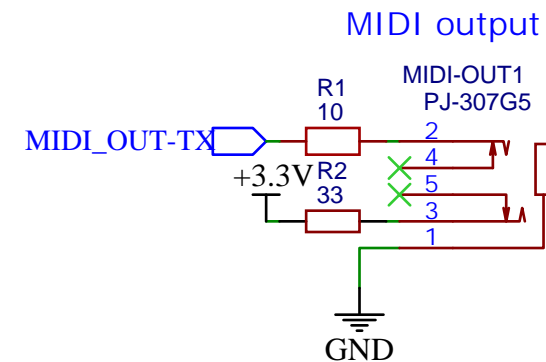 MIDI output
MIDI-OUT1
PJ-307G5
R1
10
MIDI_OUT-TX
2
4
+3.3V
R2
33
5
3
1
GND